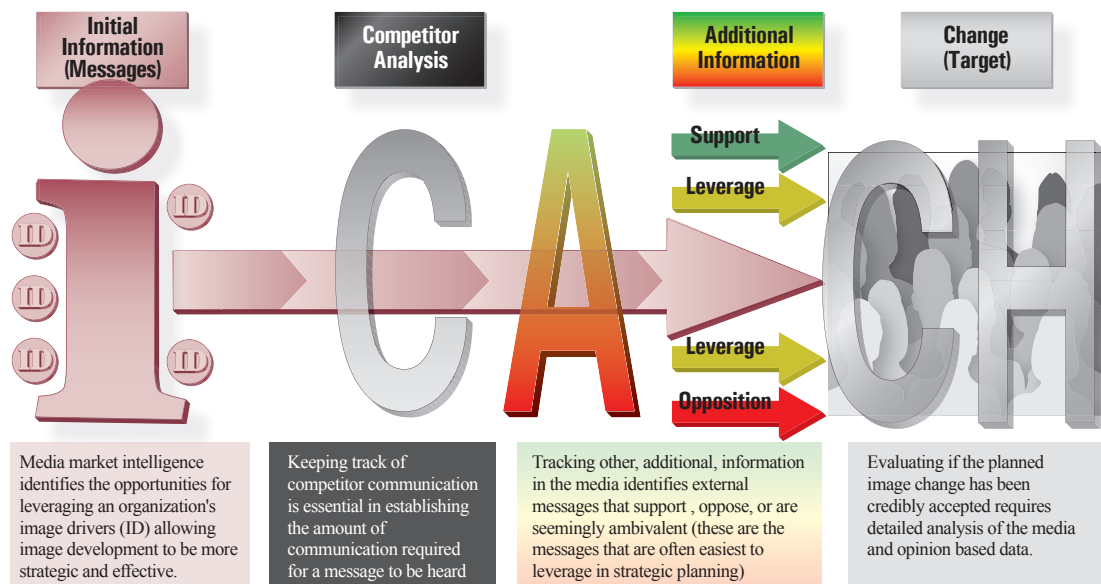 Initial
Information
(Messages)
Competitor
Analysis
Additional
Information
Change
(Target)
i
C
A
CH
ID
ID
ID
ID
ID
Support
Leverage
Leverage
Opposition
Media market intelligence
identifies the opportunities for
leveraging an organization's
image drivers (ID) allowing
image development to be more
strategic and effective.
Keeping track of
competitor communication
is essential in establishing
the amount of
communication required
for a message to be heard
Tracking other, additional, information
in the media identifies external
messages that support , oppose, or are
seemingly ambivalent (these are the
messages that are often easiest to
leverage in strategic planning)
Evaluating if the planned
image change has been
credibly accepted requires
detailed analysis of the media
and opinion based data.